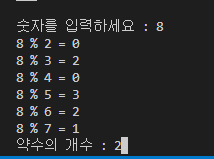 숫자를 입력하세요 : 8
8 % 2 = 0
8 % 3 = 2
8 % 4 = 0
8 % 5 = 3
8 % 6 = 2
8 % 7 = 1
약수의 개수 : 2